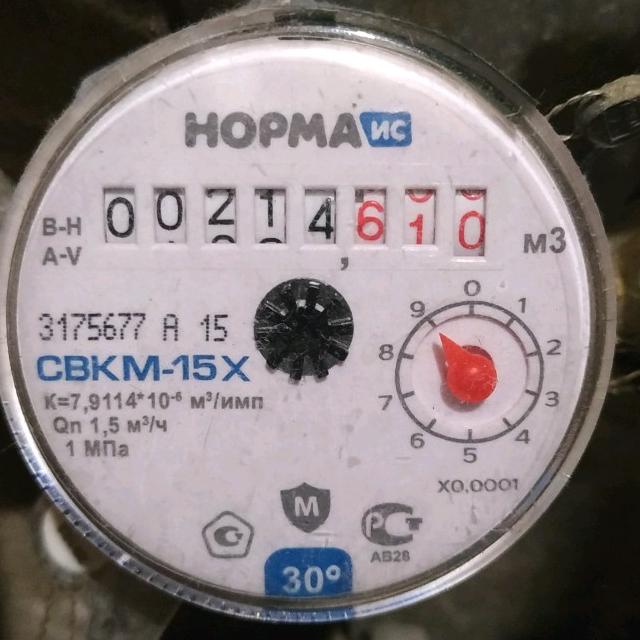 НОРМА ИС
В-Н
A-V
00214,610 м3
3175677 A 15
СВКМ-15Х
К=7,9114*10⁻⁶ м³/имп
Qn 1,5 м³/ч
1 МПа
0
9 1
8 2
7 3
6 4
5
X0,0001
М
С
РСТ
АВ28
30°